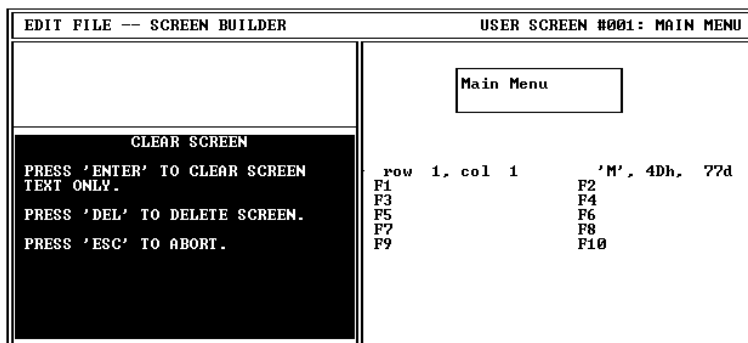 EDIT FILE -- SCREEN BUILDER USER SCREEN #001: MAIN MENU
Main Menu
CLEAR SCREEN
PRESS 'ENTER' TO CLEAR SCREEN
TEXT ONLY.
PRESS 'DEL' TO DELETE SCREEN.
PRESS 'ESC' TO ABORT.
row 1, col 1 'M', 4Dh, 77d
F1 F2
F3 F4
F5 F6
F7 F8
F9 F10